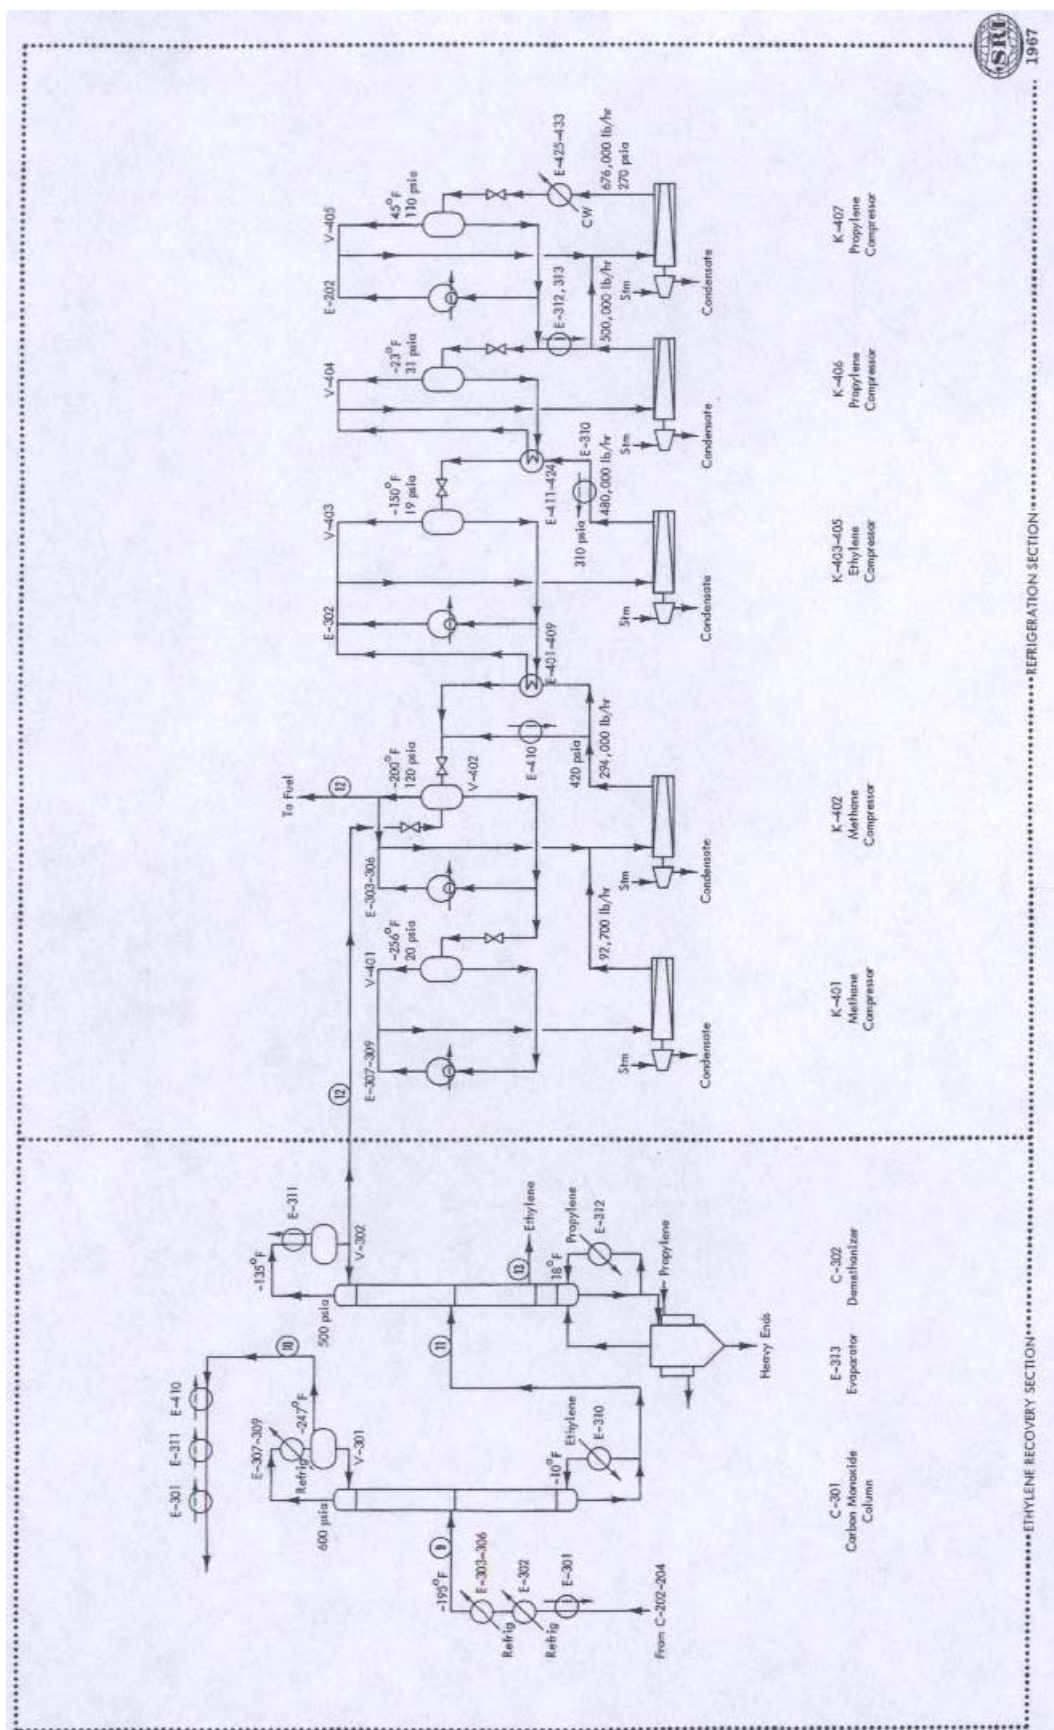 E-301
E-311
E-410
10
600 psia
E-307-309
Refrig
-247°F
V-301
500 psia
-135°F
E-311
V-302
12
-195°F
9
E-303-306
Refrig
E-302
Refrig
E-301
From C-202-204
-10°F
Ethylene
E-310
11
13
Ethylene
18°F
Propylene
E-312
Propylene
Heavy Ends
C-301
Carbon Monoxide
Column
E-313
Evaporator
C-302
Demethanizer
ETHYLENE RECOVERY SECTION
12
To Fuel
E-307-309
V-401
-256°F
20 psia
E-303-306
-200°F
120 psia
V-402
E-410
E-401-409
92,700 lb/hr
420 psia
294,000 lb/hr
Stm
Condensate
Stm
Condensate
E-302
V-403
-150°F
19 psia
E-411-424
E-310
310 psia
480,000 lb/hr
Stm
Condensate
V-404
-23°F
31 psia
E-312,313
500,000 lb/hr
Stm
Condensate
E-202
V-405
45°F
110 psia
E-425-433
CW
676,000 lb/hr
270 psia
Stm
Condensate
K-401
Methane
Compressor
K-402
Methane
Compressor
K-403-405
Ethylene
Compressor
K-406
Propylene
Compressor
K-407
Propylene
Compressor
REFRIGERATION SECTION
SRI
1967